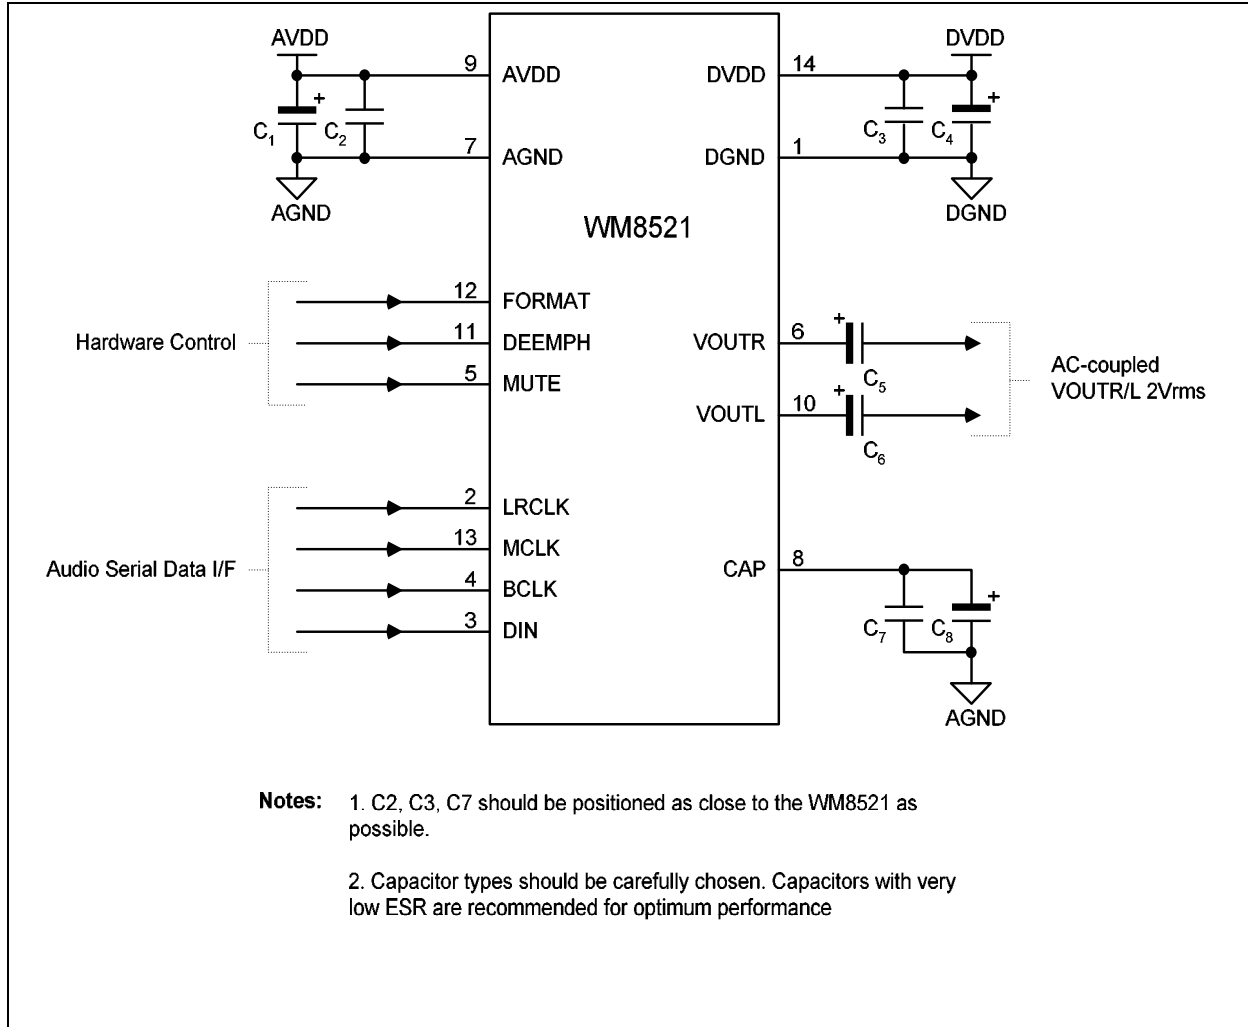 AVDD
9
AVDD
+
C1
C2
7
AGND
AGND
DVDD
DVDD
14
C3
+
C4
DGND
1
DGND
WM8521
Hardware Control
12
FORMAT
11
DEEMPH
5
MUTE
VOUTR
6
+
C5
VOUTL
10
+
C6
AC-coupled
VOUTR/L 2Vrms
Audio Serial Data I/F
2
LRCLK
13
MCLK
4
BCLK
3
DIN
CAP
8
C7
+
C8
AGND
Notes: 1. C2, C3, C7 should be positioned as close to the WM8521 as
possible.
2. Capacitor types should be carefully chosen. Capacitors with very
low ESR are recommended for optimum performance